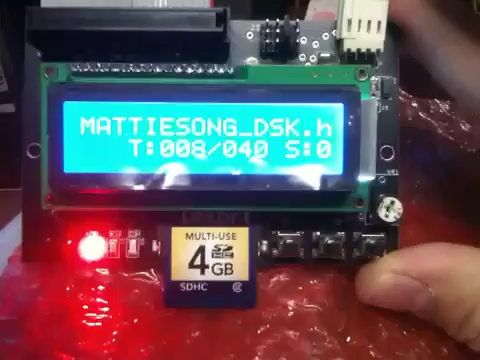 MATTIESONG_DSK.h
T:008/040 S:0
MULTI-USE
4GB
SDHC